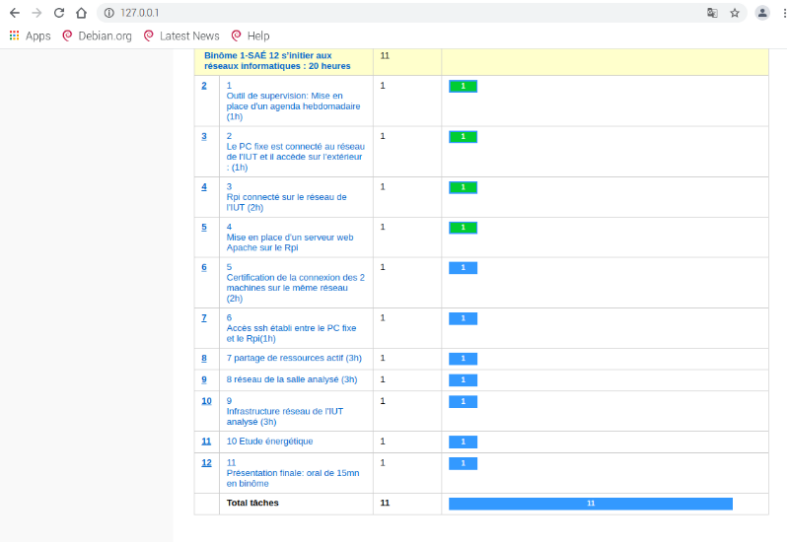 127.0.0.1
Apps Debian.org Latest News Help
Binôme 1-SAÉ 12 s'initier aux 11
réseaux informatiques : 20 heures
2 1 1 1
Outil de supervision: Mise en
place d'un agenda hebdomadaire
(1h)
3 2 1 1
Le PC fixe est connecté au réseau
de l'IUT et il accède sur l'extérieur
: (1h)
4 3 1 1
Rpi connecté sur le réseau de
l'IUT (2h)
5 4 1 1
Mise en place d'un serveur web
Apache sur le Rpi
6 5 1 1
Certification de la connexion des 2
machines sur le même réseau
(2h)
7 6 1 1
Accès ssh établi entre le PC fixe
et le Rpi(1h)
8 7 partage de ressources actif (3h) 1 1
9 8 réseau de la salle analysé (3h) 1 1
10 9 1 1
Infrastructure réseau de l'IUT
analysé (3h)
11 10 Etude énergétique 1 1
12 11 1 1
Présentation finale: oral de 15mn
en binôme
Total tâches 11 11